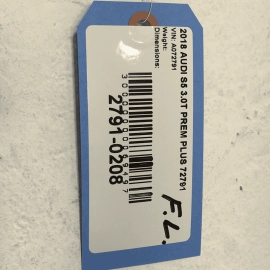 2018 AUDI S5 3.0T PREM PLUS 72791
VIN: A072791
Weight:
Dimensions:
2791-0208
F.L.